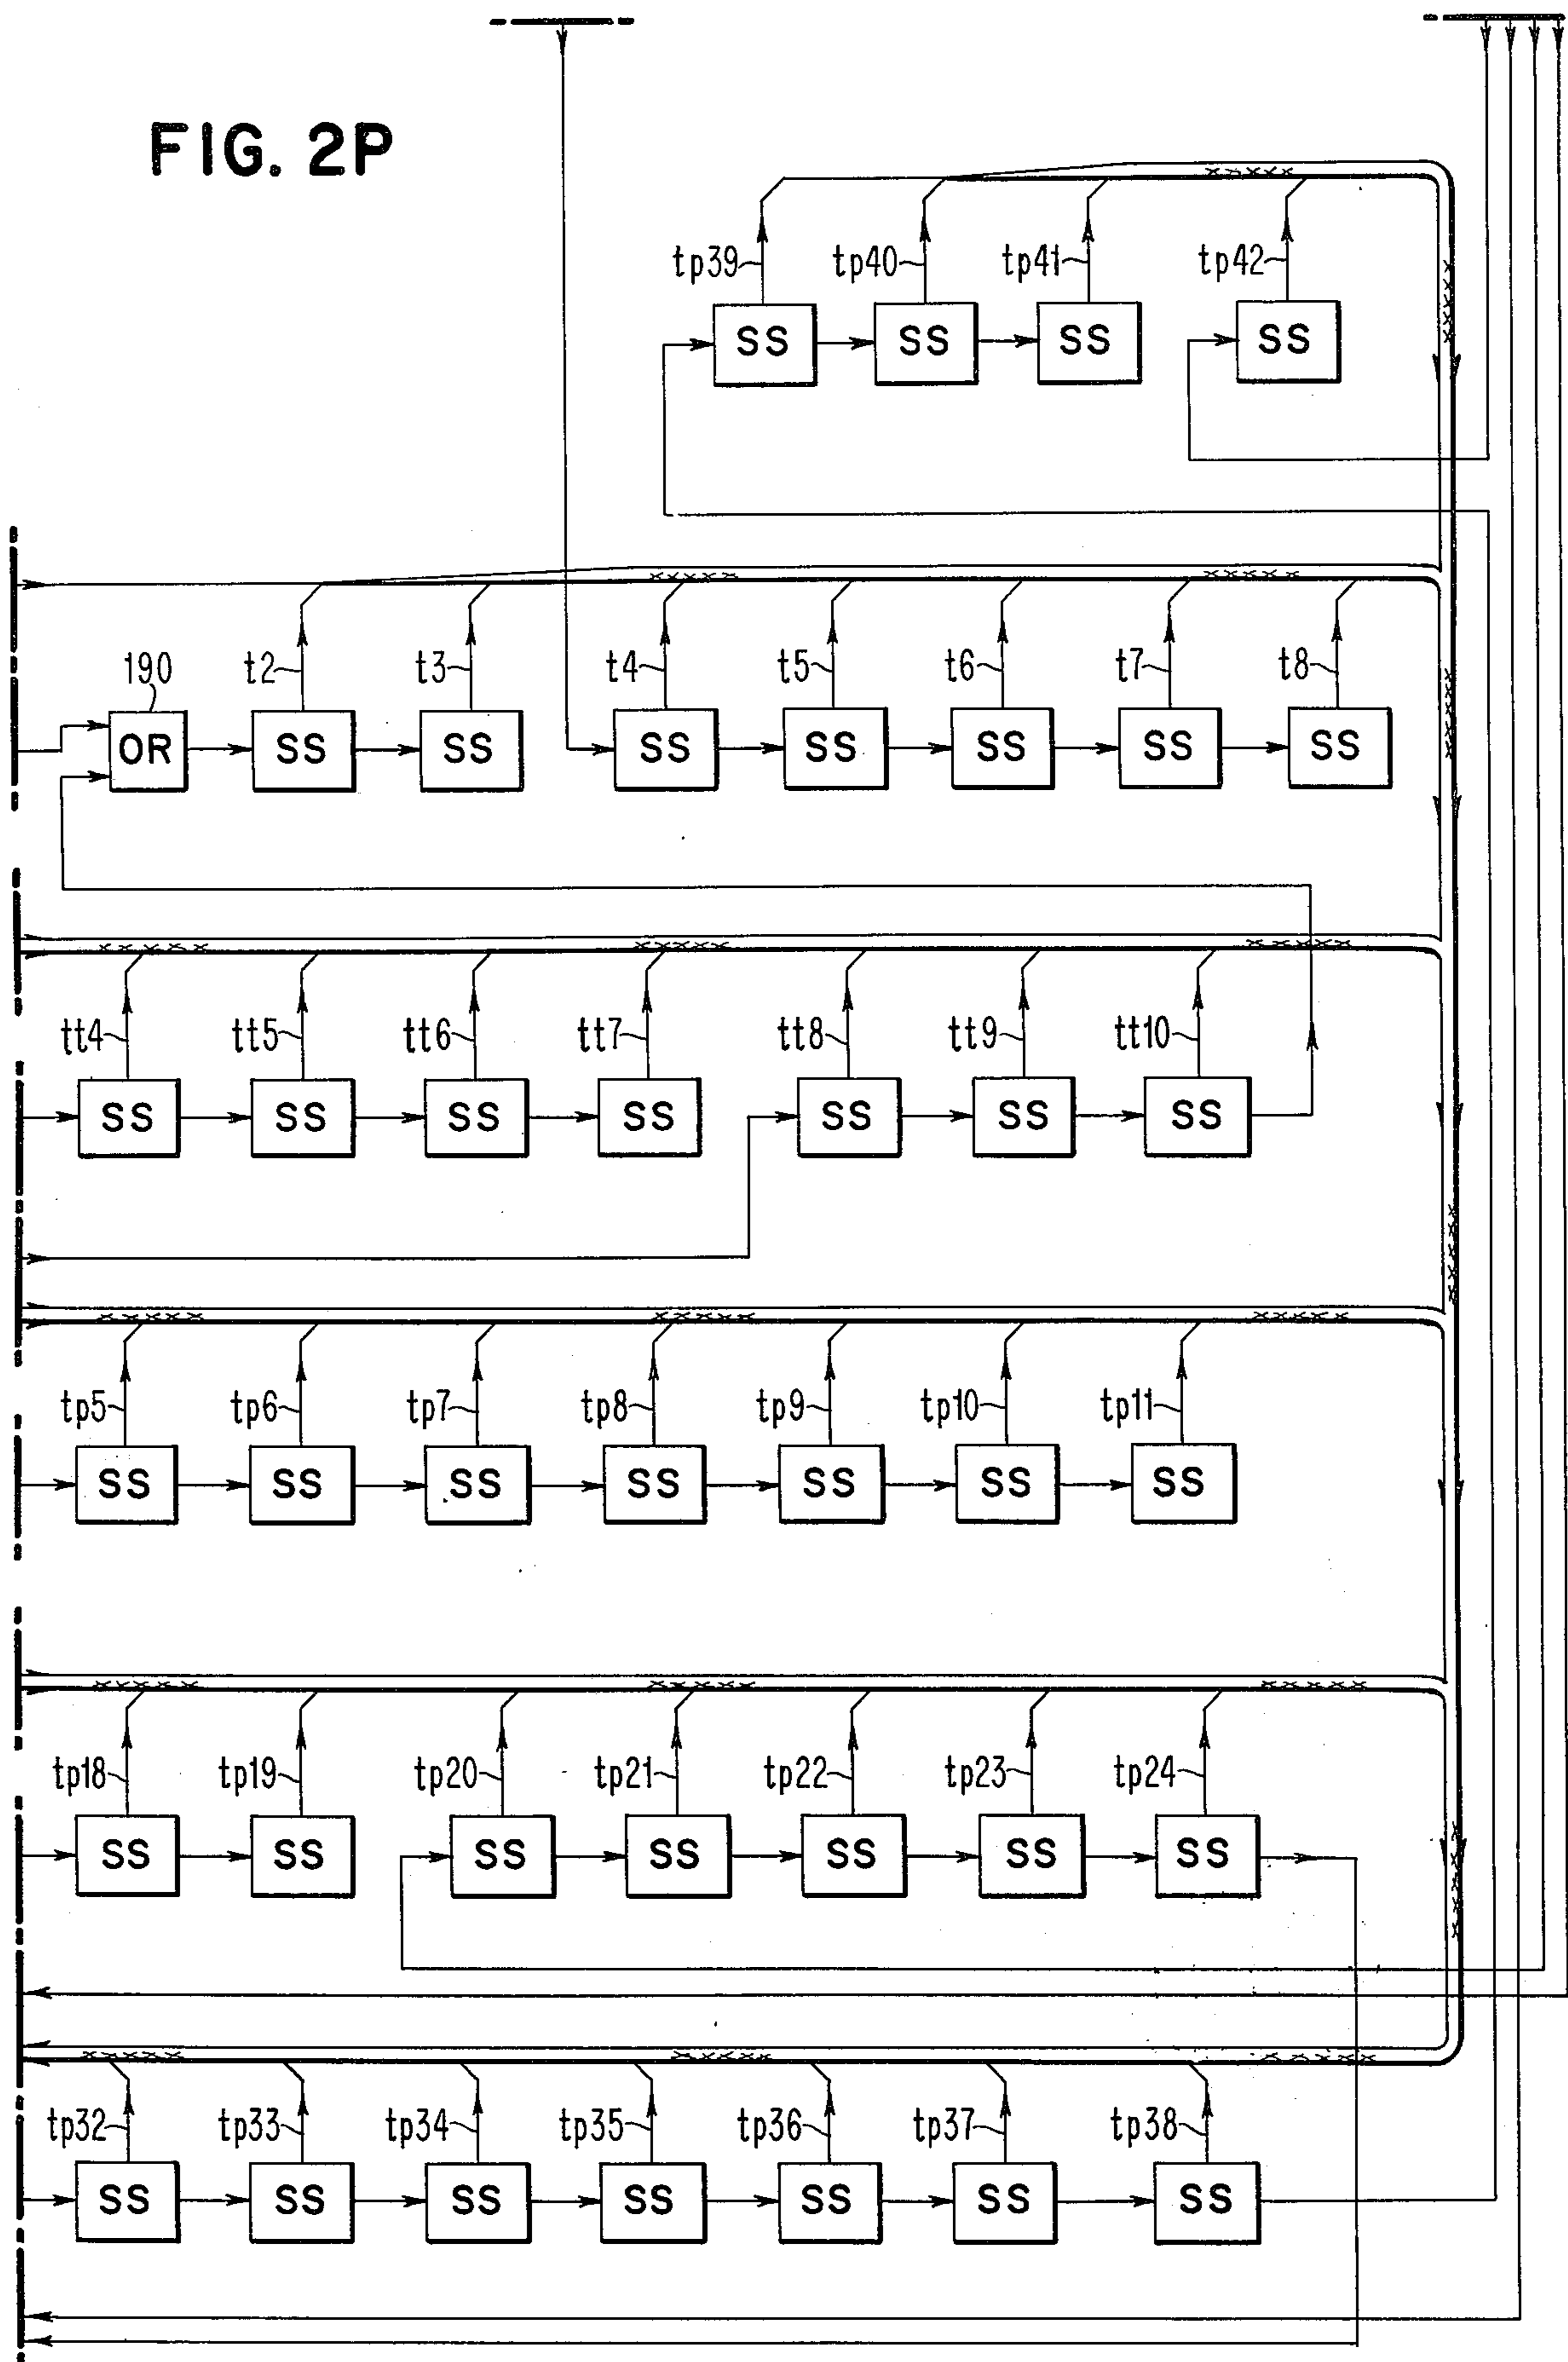 FIG. 2P
tp39 tp40 tp41 tp42
SS SS SS SS
190 t2 t3 t4 t5 t6 t7 t8
OR SS SS SS SS SS SS SS
tt4 tt5 tt6 tt7 tt8 tt9 tt10
SS SS SS SS SS SS SS
tp5 tp6 tp7 tp8 tp9 tp10 tp11
SS SS SS SS SS SS SS
tp18 tp19 tp20 tp21 tp22 tp23 tp24
SS SS SS SS SS SS SS
tp32 tp33 tp34 tp35 tp36 tp37 tp38
SS SS SS SS SS SS SS